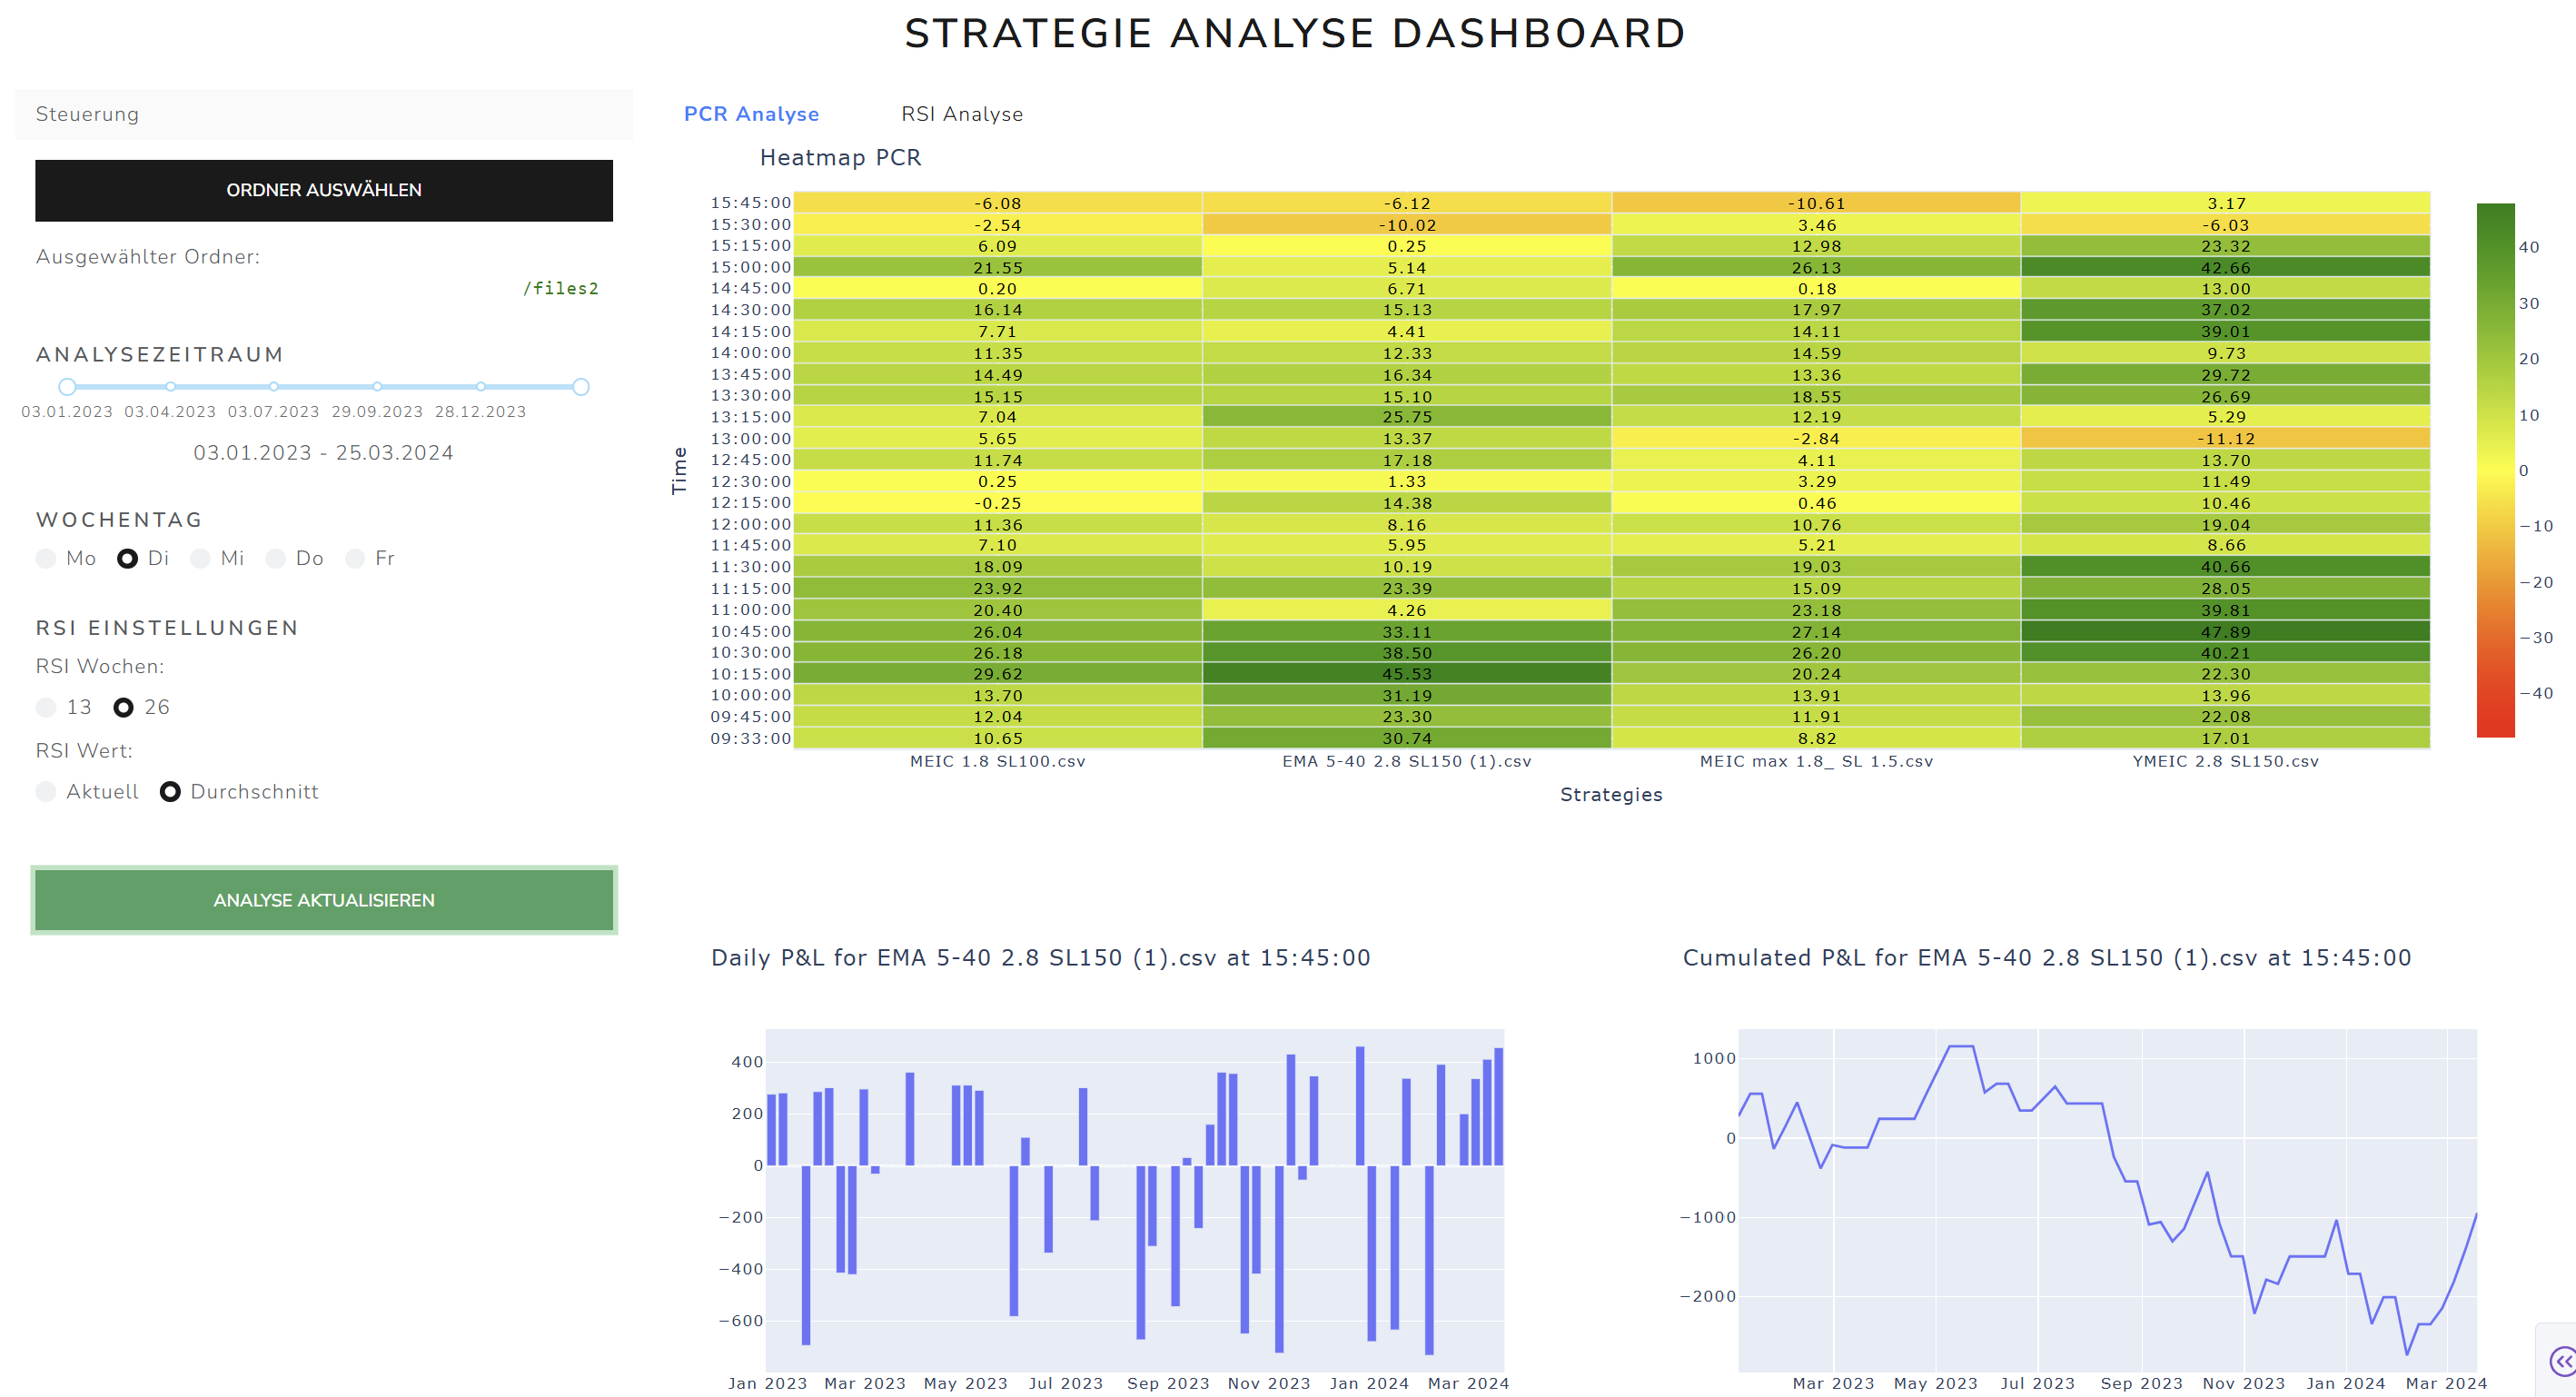 STRATEGIE ANALYSE DASHBOARD
Steuerung
ORDNER AUSWÄHLEN
Ausgewählter Ordner:
/files2
ANALYSEZEITRAUM
03.01.2023 03.04.2023 03.07.2023 29.09.2023 28.12.2023
03.01.2023 - 25.03.2024
WOCHENTAG
Mo Di Mi Do Fr
RSI EINSTELLUNGEN
RSI Wochen:
13 26
RSI Wert:
Aktuell Durchschnitt
ANALYSE AKTUALISIEREN
PCR Analyse RSI Analyse
Heatmap PCR
15:45:00 -6.08 -6.12 -10.61 3.17
15:30:00 -2.54 -10.02 3.46 -6.03
15:15:00 6.09 0.25 12.98 23.32
15:00:00 21.55 5.14 26.13 42.66
14:45:00 0.20 6.71 0.18 13.00
14:30:00 16.14 15.13 17.97 37.02
14:15:00 7.71 4.41 14.11 39.01
14:00:00 11.35 12.33 14.59 9.73
13:45:00 14.49 16.34 13.36 29.72
13:30:00 15.15 15.10 18.55 26.69
13:15:00 7.04 25.75 12.19 5.29
13:00:00 5.65 13.37 -2.84 -11.12
12:45:00 11.74 17.18 4.11 13.70
12:30:00 0.25 1.33 3.29 11.49
12:15:00 -0.25 14.38 0.46 10.46
12:00:00 11.36 8.16 10.76 19.04
11:45:00 7.10 5.95 5.21 8.66
11:30:00 18.09 10.19 19.03 40.66
11:15:00 23.92 23.39 15.09 28.05
11:00:00 20.40 4.26 23.18 39.81
10:45:00 26.04 33.11 27.14 47.89
10:30:00 26.18 38.50 26.20 40.21
10:15:00 29.62 45.53 20.24 22.30
10:00:00 13.70 31.19 13.91 13.96
09:45:00 12.04 23.30 11.91 22.08
09:33:00 10.65 30.74 8.82 17.01
Time
MEIC 1.8 SL100.csv EMA 5-40 2.8 SL150 (1).csv MEIC max 1.8_ SL 1.5.csv YMEIC 2.8 SL150.csv
Strategies
40
30
20
10
0
−10
−20
−30
−40
Daily P&L for EMA 5-40 2.8 SL150 (1).csv at 15:45:00
400
200
0
−200
−400
−600
Jan 2023 Mar 2023 May 2023 Jul 2023 Sep 2023 Nov 2023 Jan 2024 Mar 2024
Cumulated P&L for EMA 5-40 2.8 SL150 (1).csv at 15:45:00
1000
0
−1000
−2000
Mar 2023 May 2023 Jul 2023 Sep 2023 Nov 2023 Jan 2024 Mar 2024